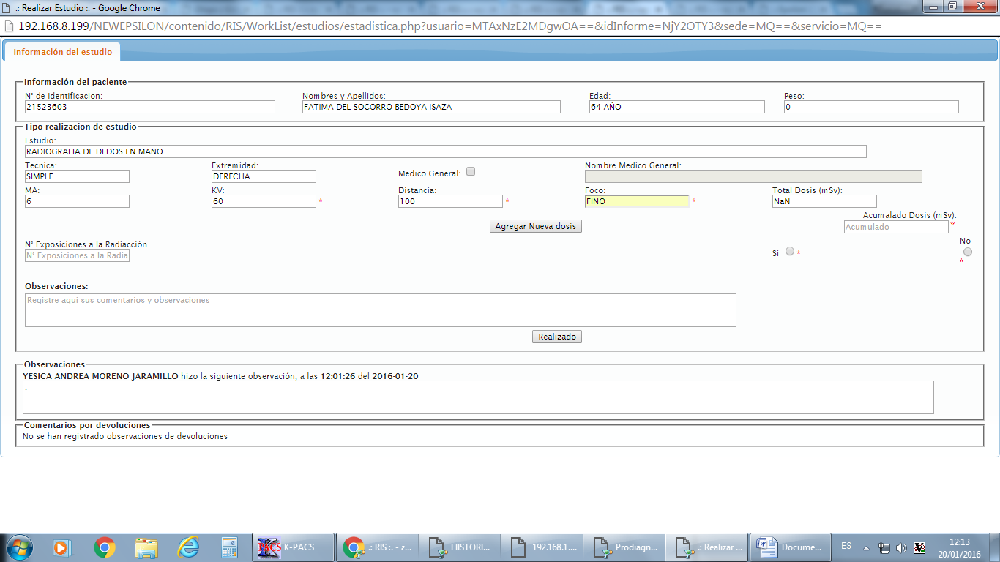 .: Realizar Estudio :. - Google Chrome
192.168.8.199/NEWEPSILON/contenido/RIS/WorkList/estudios/estadistica.php?usuario=MTAxNzE2MDgwOA==&idInforme=NjY2OTY3&sede=MQ==&servicio=MQ==
Información del estudio
Información del paciente
N° de identificacion: Nombres y Apellidos: Edad: Peso:
21523603 FATIMA DEL SOCORRO BEDOYA ISAZA 64 AÑO 0
Tipo realizacion de estudio
Estudio:
RADIOGRAFIA DE DEDOS EN MANO
Tecnica: Extremidad: Medico General: Nombre Medico General:
SIMPLE DERECHA
MA: KV: Distancia: Foco: Total Dosis (mSv):
6 60 * 100 * FINO * NaN
Acumalado Dosis (mSv):
Agregar Nueva dosis Acumulado *
N° Exposiciones a la Radiacción No
N° Exposiciones a la Radia Si * *
Observaciones:
Registre aqui sus comentarios y observaciones
Realizado
Observaciones
YESICA ANDREA MORENO JARAMILLO hizo la siguiente observación, a las 12:01:26 del 2016-01-20
.
Comentarios por devoluciones
No se han registrado observaciones de devoluciones
K-PACS .: RIS :. - ε... HISTORI... 192.168.1.... Prodiagn... .: Realizar ... Docume... ES 12:13
20/01/2016